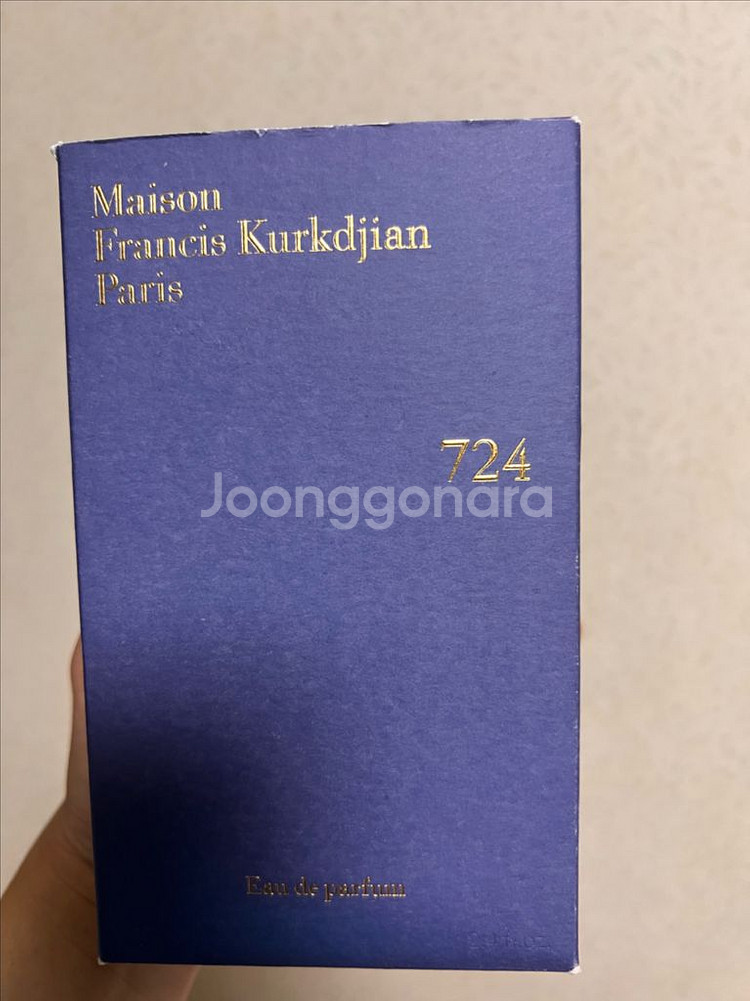 Maison
Francis Kurkdjian
Paris
724
Joonggonara
Eau de parfum